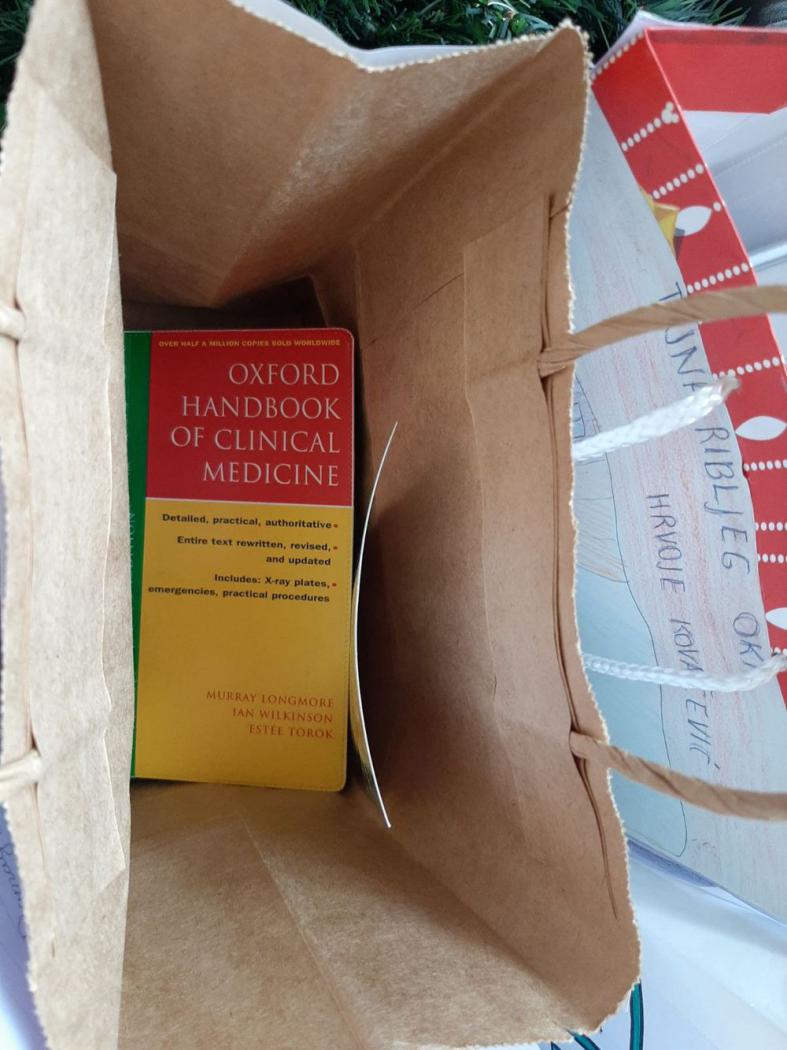 OVER HALF A MILLION COPIES SOLD WORLDWIDE
OXFORD
HANDBOOK
OF CLINICAL
MEDICINE
Detailed, practical, authoritative•
Entire text rewritten, revised,•
and updated
Includes: X-ray plates,•
emergencies, practical procedures
MURRAY LONGMORE
IAN WILKINSON
ESTÉE TÖRÖK
RIBLJEG
HRVOJE